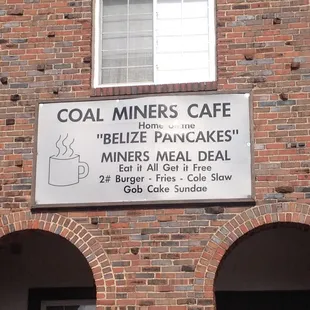 COAL MINERS CAFE
Home of the
"BELIZE PANCAKES"
MINERS MEAL DEAL
Eat it All Get it Free
2# Burger - Fries - Cole Slaw
Gob Cake Sundae